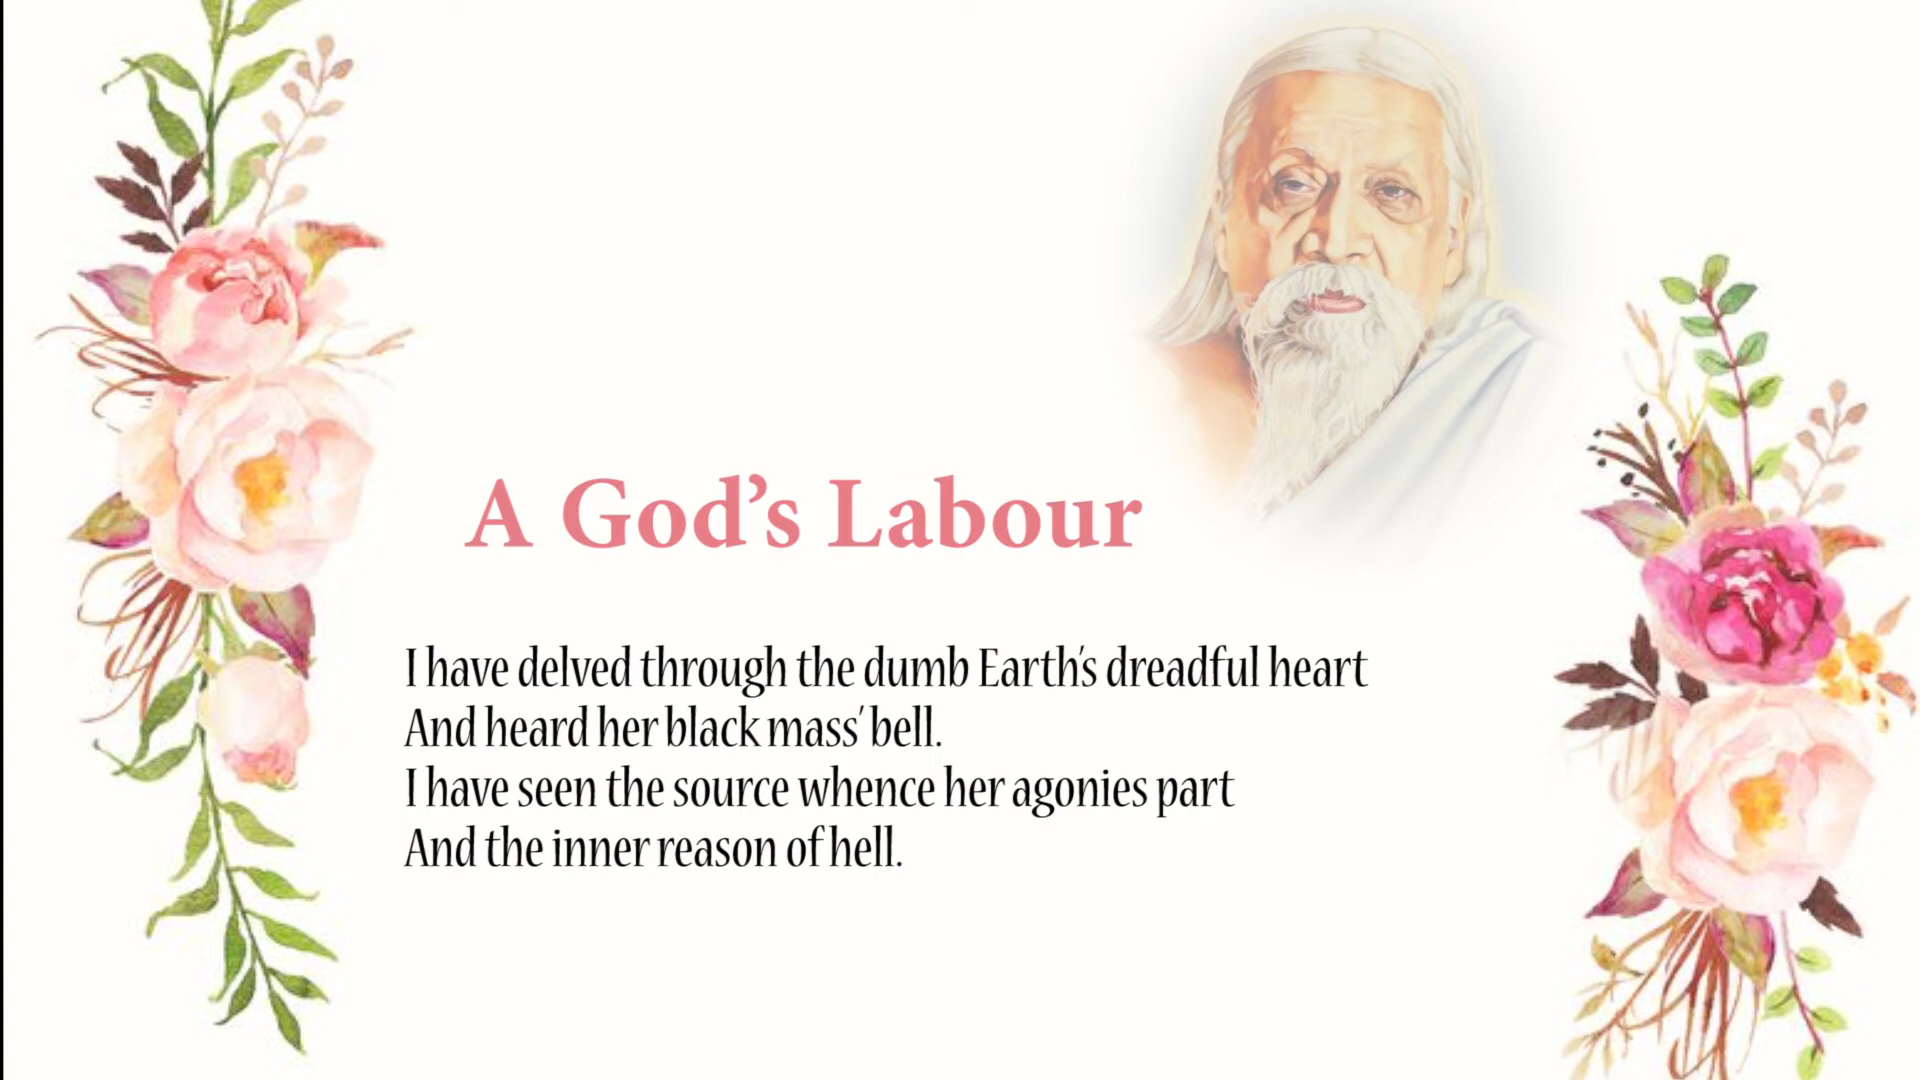 A God’s Labour
I have delved through the dumb Earth’s dreadful heart
And heard her black mass’ bell.
I have seen the source whence her agonies part
And the inner reason of hell.